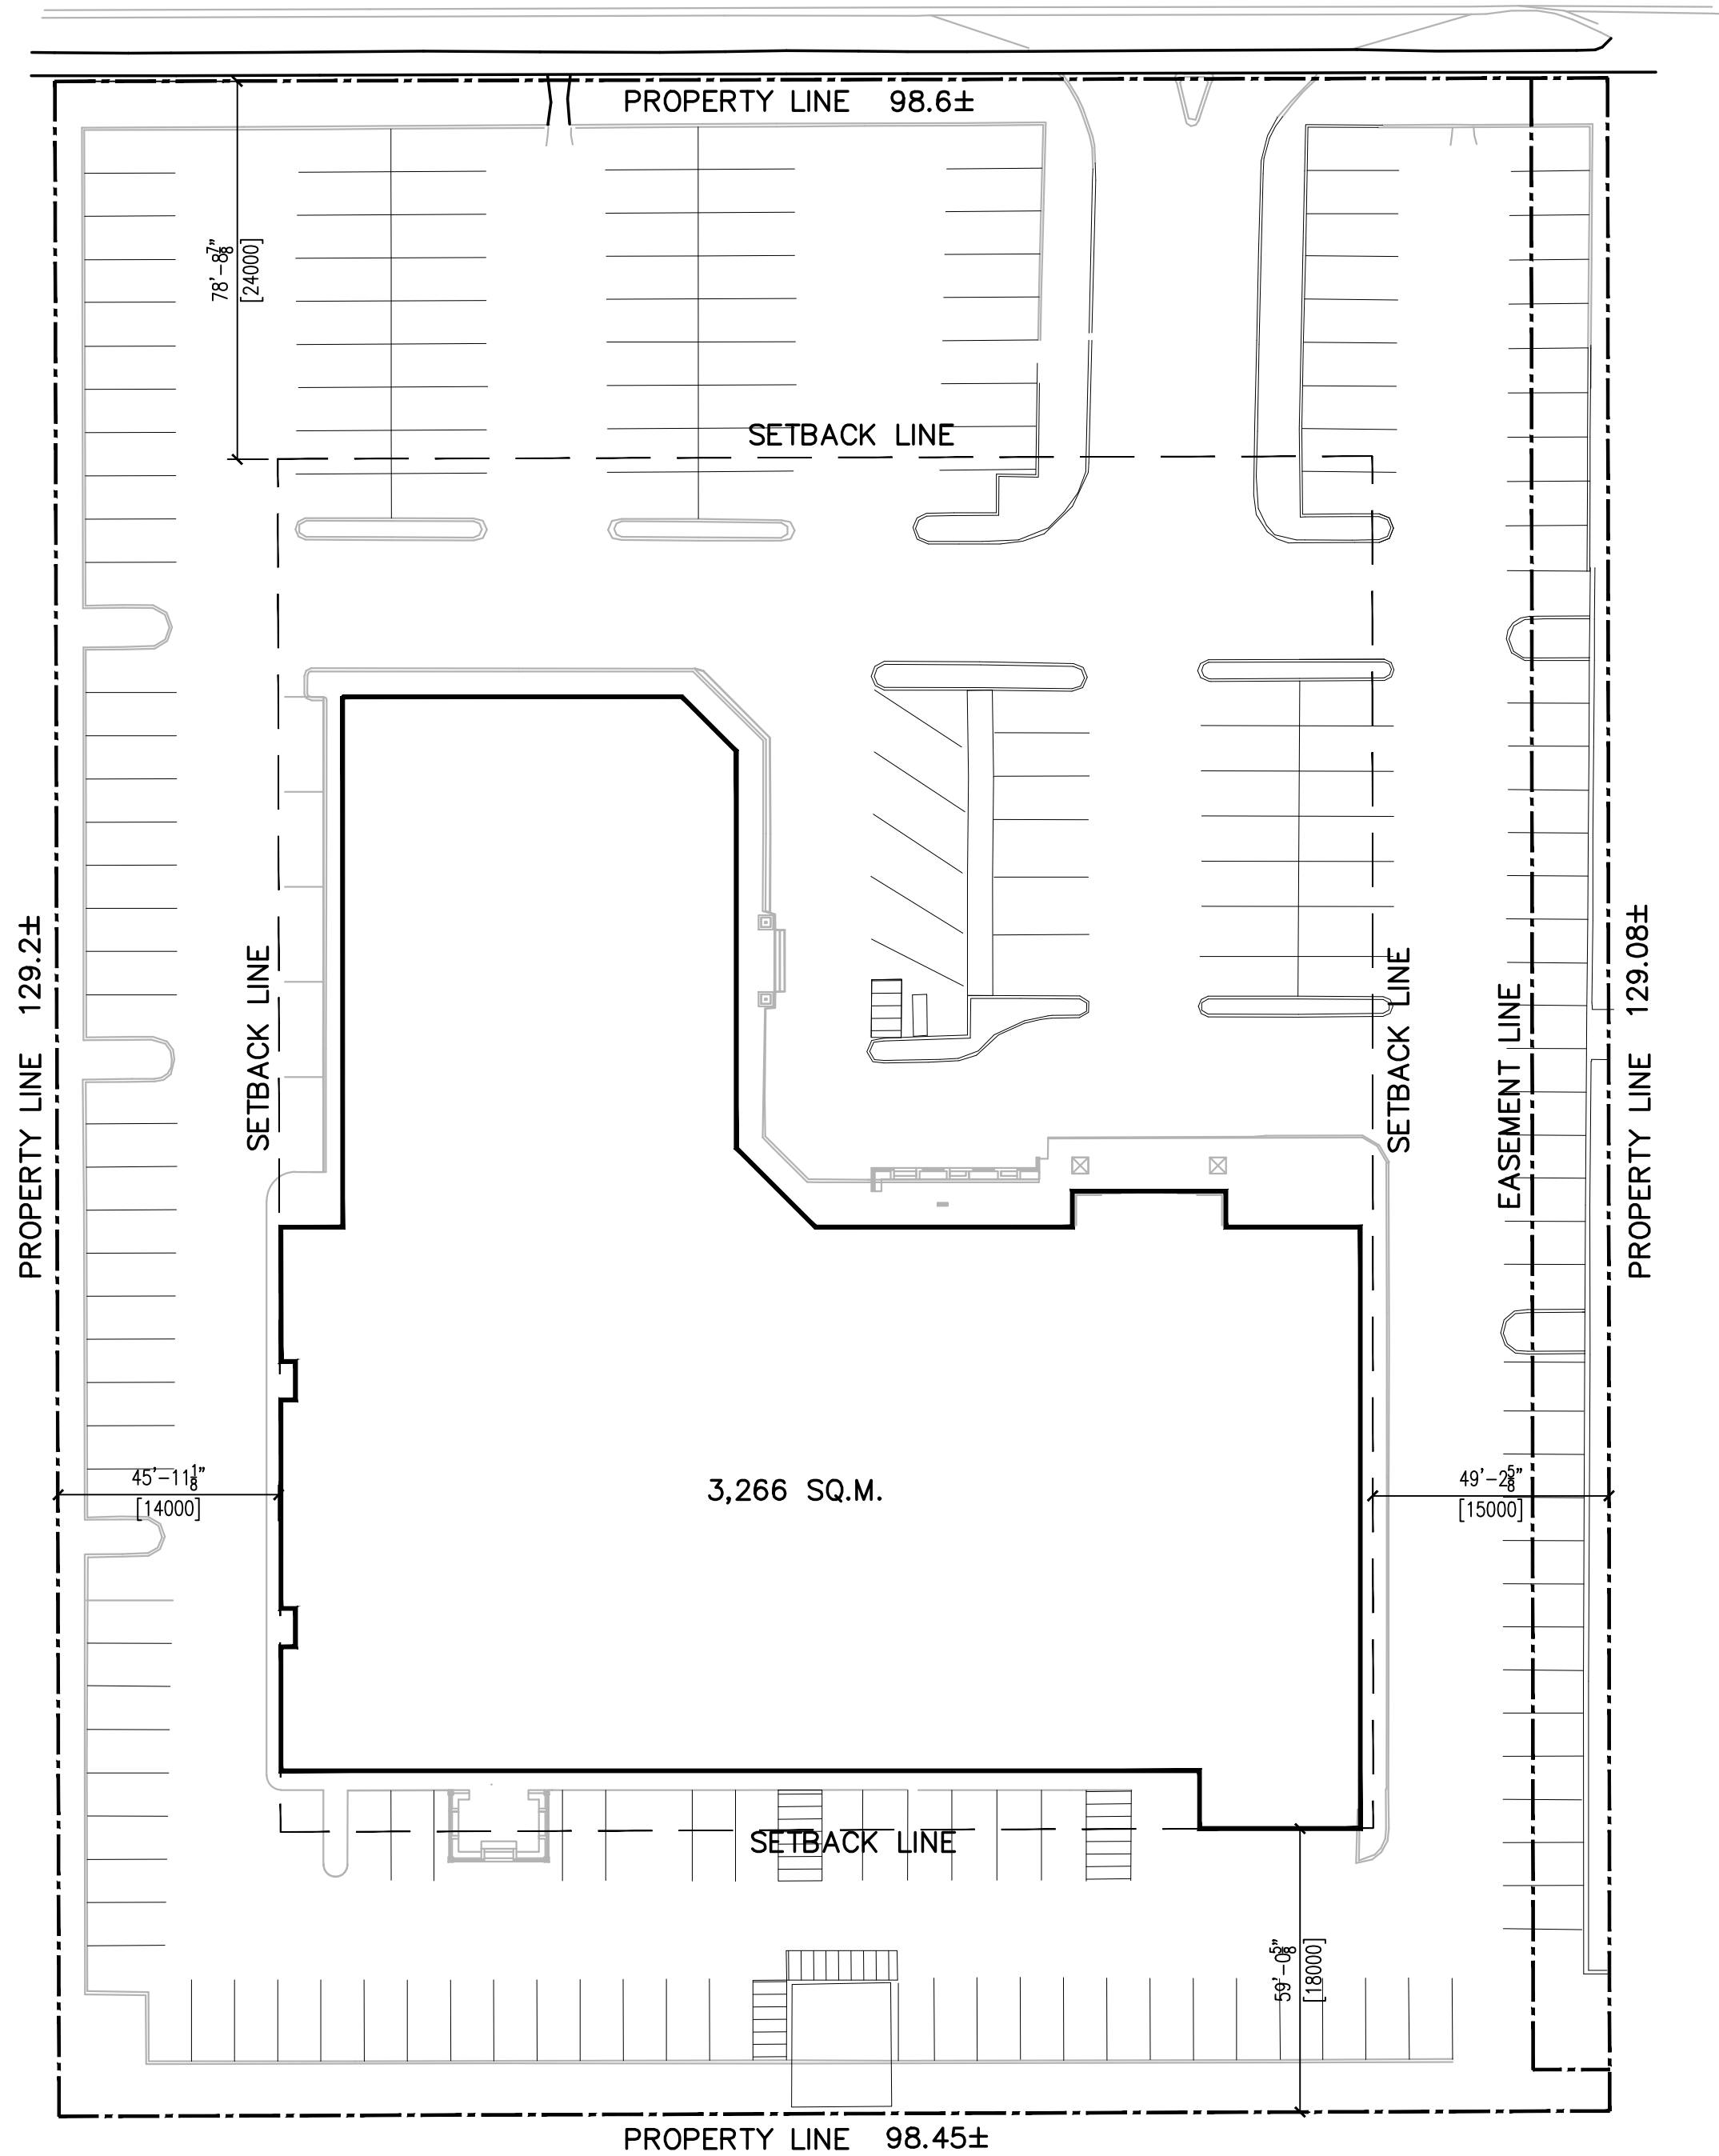 PROPERTY LINE 98.6±
78'-8⅞"
[24000]
SETBACK LINE
PROPERTY LINE 129.2±
SETBACK LINE
SETBACK LINE
EASEMENT LINE
PROPERTY LINE 129.08±
45'-11⅛"
[14000]
3,266 SQ.M.
49'-2⅝"
[15000]
SETBACK LINE
59'-0⅝"
[18000]
PROPERTY LINE 98.45±